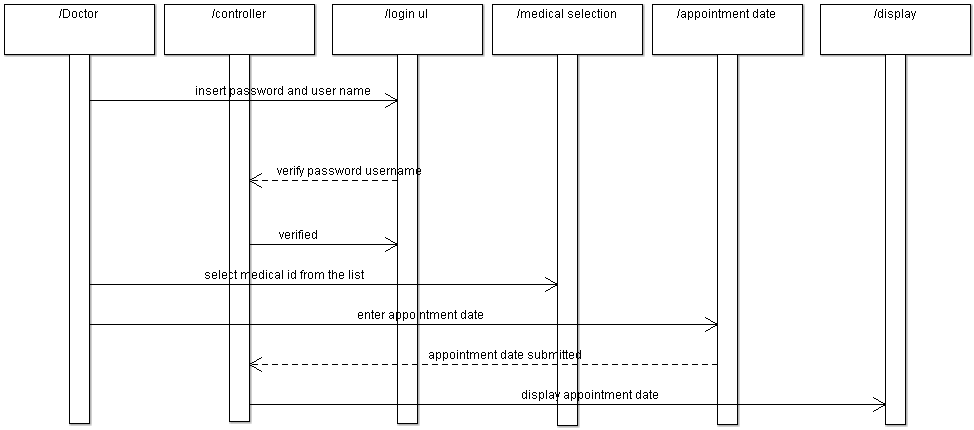 /Doctor
/controller
/login ul
/medical selection
/appointment date
/display
insert password and user name
verify password username
verified
select medical id from the list
enter appointment date
appointment date submitted
display appointment date